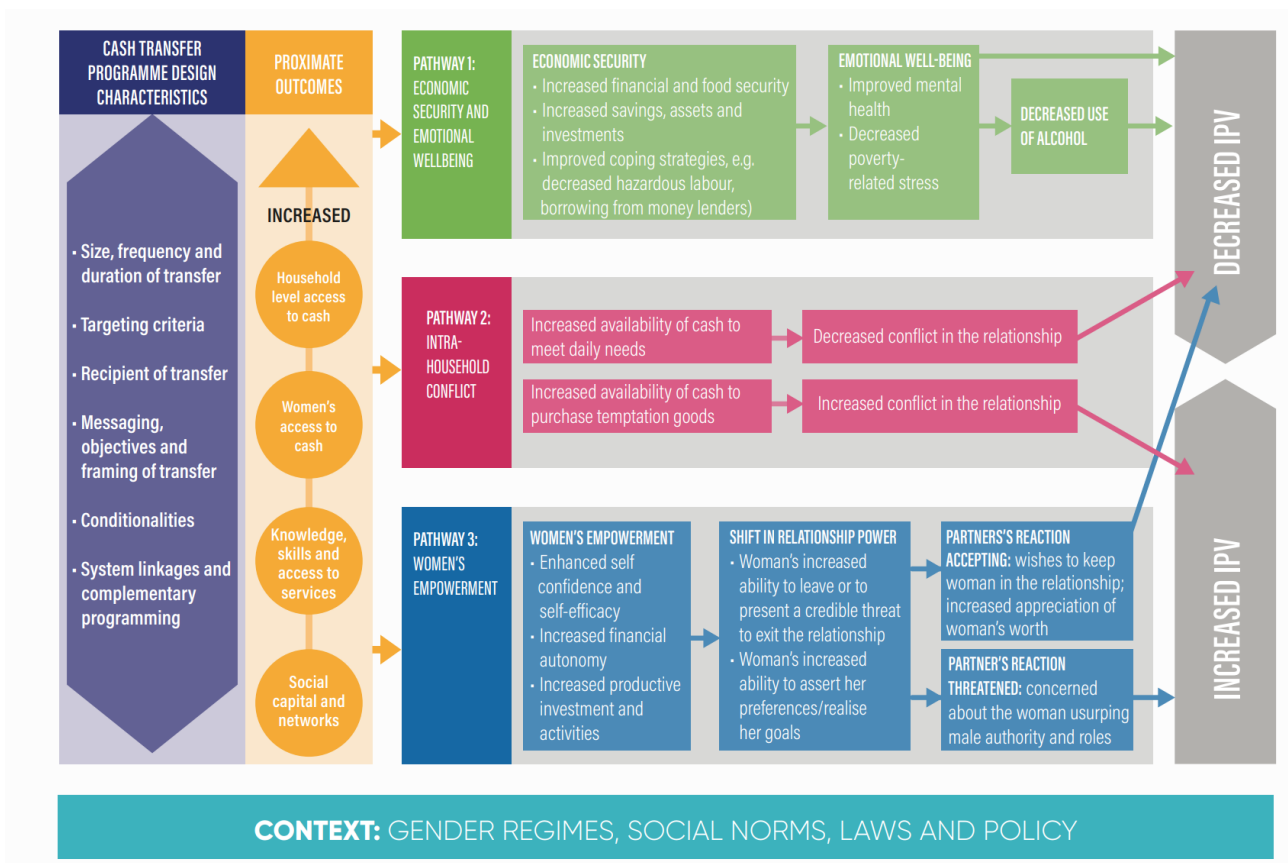 CASH TRANSFER
PROGRAMME DESIGN
CHARACTERISTICS
• Size, frequency and
duration of transfer
• Targeting criteria
• Recipient of transfer
• Messaging,
objectives and
framing of transfer
• Conditionalities
• System linkages and
complementary
programming
PROXIMATE
OUTCOMES
INCREASED
Household
level access
to cash
Women's
access to
cash
Knowledge,
skills and
access to
services
Social
capital and
networks
PATHWAY 1:
ECONOMIC
SECURITY AND
EMOTIONAL
WELLBEING
ECONOMIC SECURITY
• Increased financial and food security
• Increased savings, assets and
investments
• Improved coping strategies, e.g.
decreased hazardous labour,
borrowing from money lenders)
EMOTIONAL WELL-BEING
• Improved mental
health
• Decreased
poverty-
related stress
DECREASED USE
OF ALCOHOL
PATHWAY 2:
INTRA-
HOUSEHOLD
CONFLICT
Increased availability of cash to
meet daily needs
Decreased conflict in the relationship
Increased availability of cash to
purchase temptation goods
Increased conflict in the relationship
PATHWAY 3:
WOMEN'S
EMPOWERMENT
WOMEN'S EMPOWERMENT
• Enhanced self
confidence and
self-efficacy
• Increased financial
autonomy
• Increased productive
investment and
activities
SHIFT IN RELATIONSHIP POWER
• Woman's increased
ability to leave or to
present a credible threat
to exit the relationship
• Woman's increased
ability to assert her
preferences/realise
her goals
PARTNERS'S REACTION
ACCEPTING: wishes to keep
woman in the relationship;
increased appreciation of
woman's worth
PARTNER'S REACTION
THREATENED: concerned
about the woman usurping
male authority and roles
DECREASED IPV
INCREASED IPV
CONTEXT: GENDER REGIMES, SOCIAL NORMS, LAWS AND POLICY